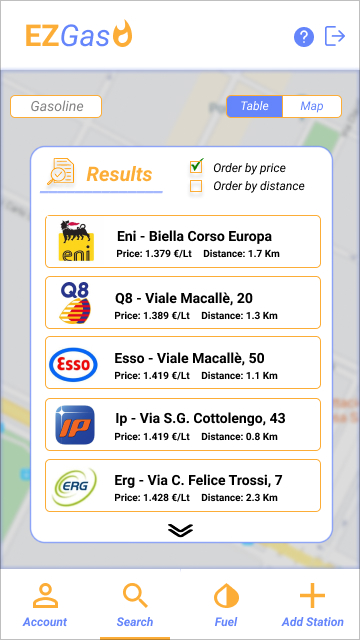 EZGas
Gasoline
Table
Map
Results
Order by price
Order by distance
eni
Eni - Biella Corso Europa
Price: 1.379 €/Lt Distance: 1.7 Km
Q8
Q8 - Viale Macallè, 20
Price: 1.389 €/Lt Distance: 1.3 Km
Esso
Esso - Viale Macallè, 50
Price: 1.419 €/Lt Distance: 1.1 Km
IP
Ip - Via S.G. Cottolengo, 43
Price: 1.419 €/Lt Distance: 0.8 Km
ERG
Erg - Via C. Felice Trossi, 7
Price: 1.428 €/Lt Distance: 2.3 Km
Account
Search
Fuel
Add Station